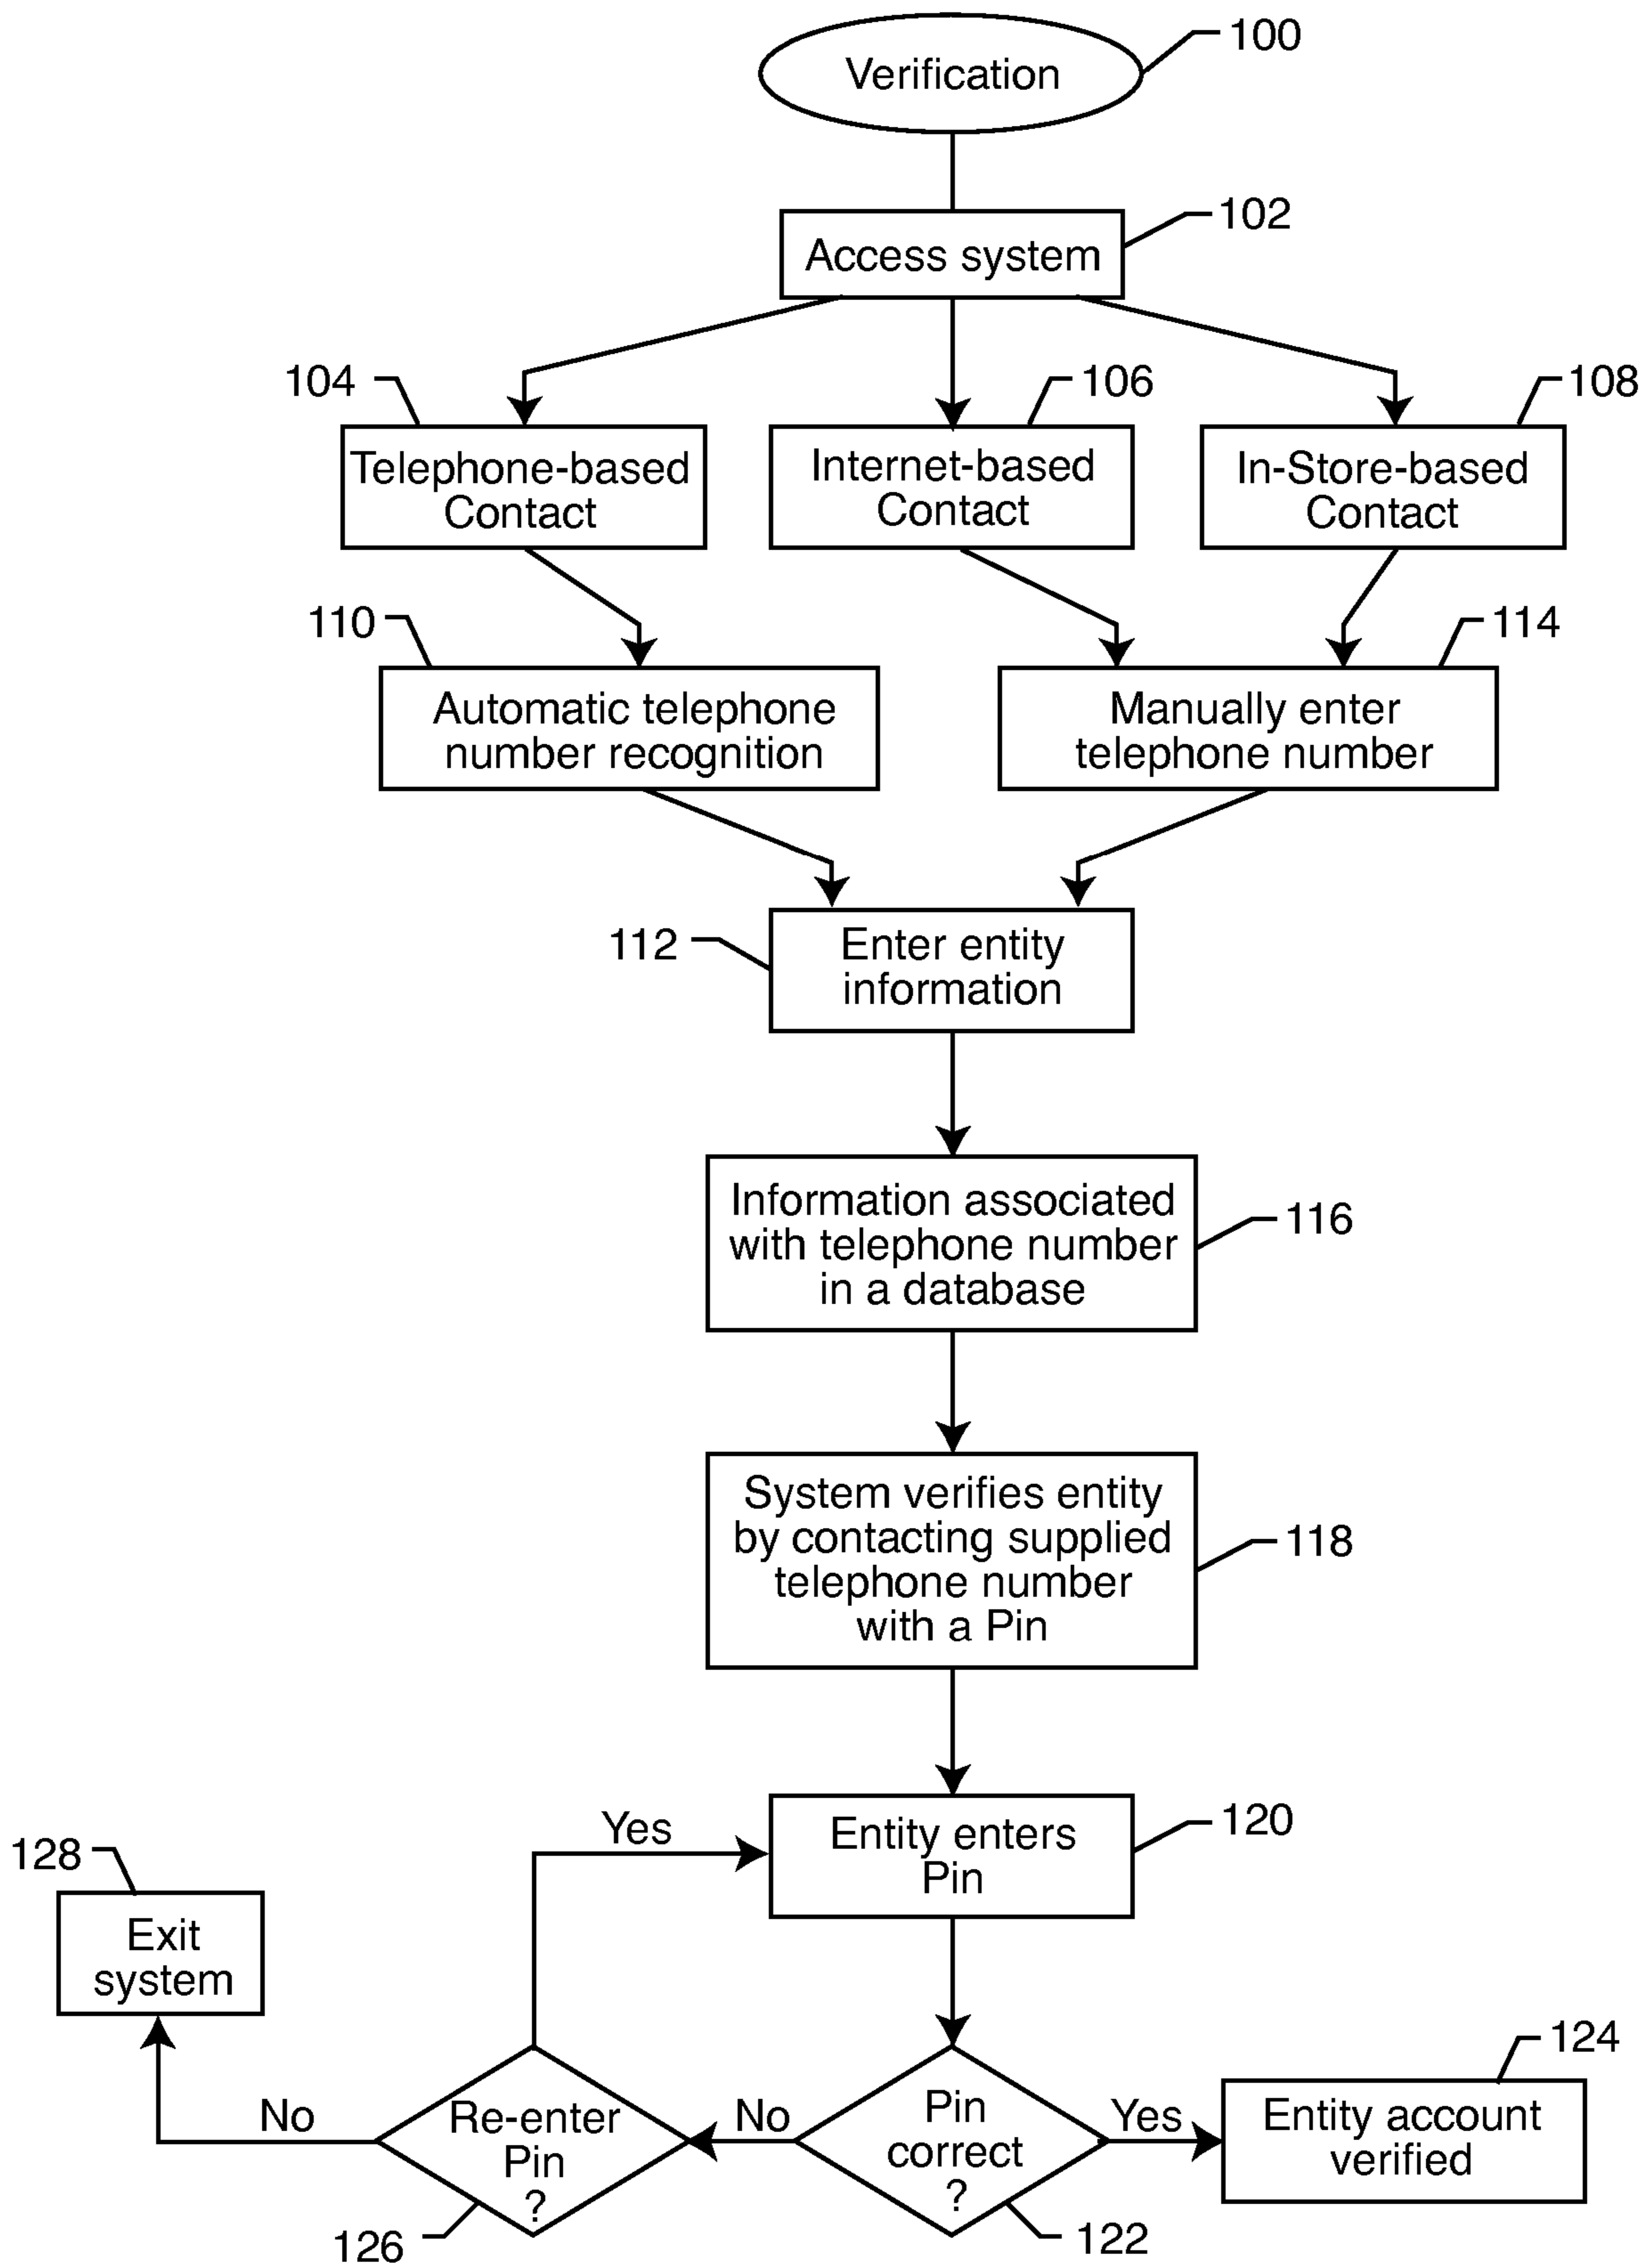 Verification
100
Access system
102
104
106
108
Telephone-based
Contact
Internet-based
Contact
In-Store-based
Contact
110
114
Automatic telephone
number recognition
Manually enter
telephone number
112
Enter entity
information
Information associated
with telephone number
in a database
116
System verifies entity
by contacting supplied
telephone number
with a Pin
118
Yes
Entity enters
Pin
120
128
Exit
system
No
Re-enter
Pin
?
126
No
Pin
correct
?
122
Yes
124
Entity account
verified